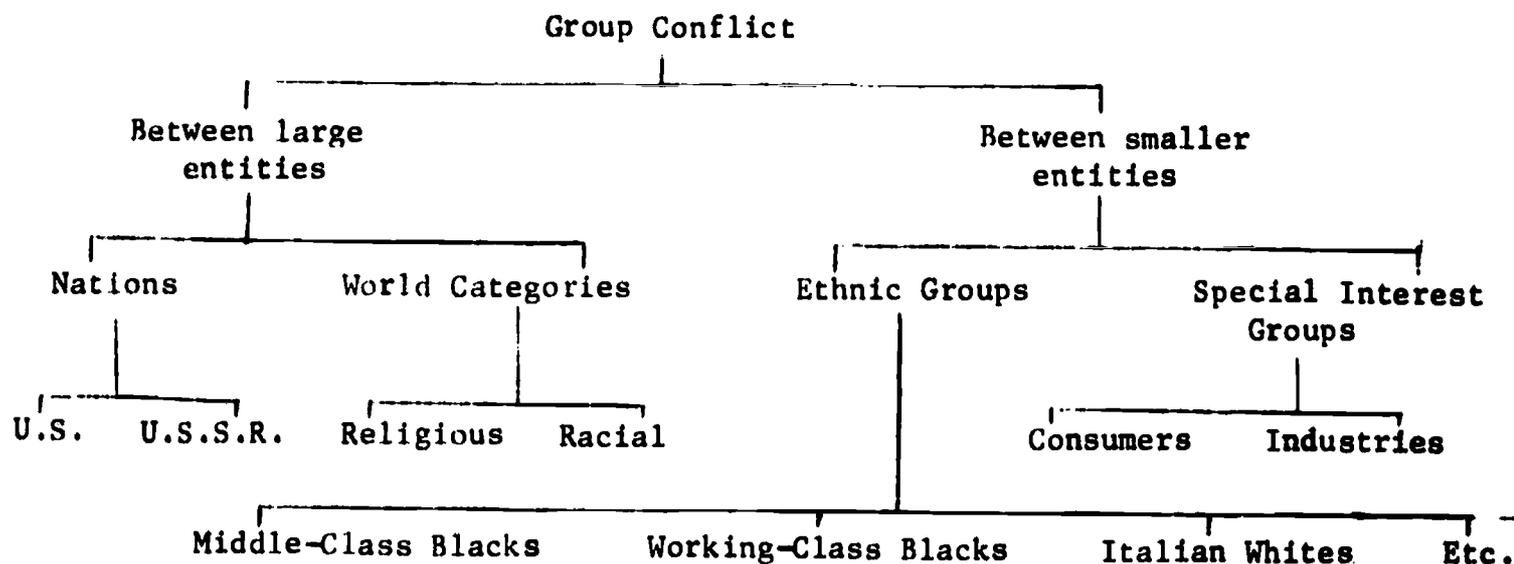 Group Conflict
Between large
entities
Between smaller
entities
Nations
World Categories
Ethnic Groups
Special Interest
Groups
U.S.
U.S.S.R.
Religious
Racial
Consumers
Industries
Middle-Class Blacks
Working-Class Blacks
Italian Whites
Etc.